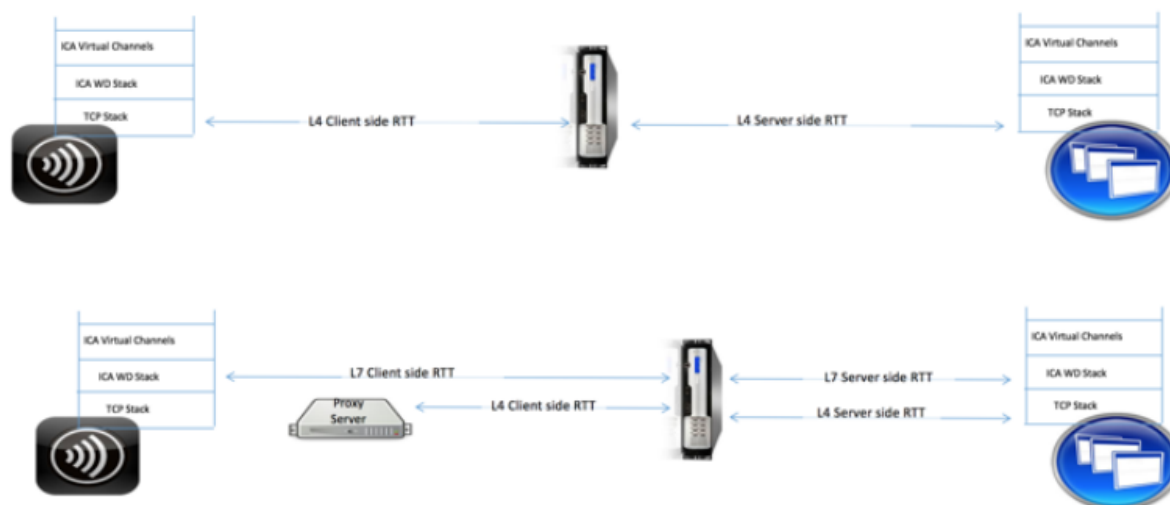 ICA Virtual Channels
ICA WD Stack
TCP Stack
L4 Client side RTT
L4 Server side RTT
ICA Virtual Channels
ICA WD Stack
TCP Stack
ICA Virtual Channels
ICA WD Stack
TCP Stack
L7 Client side RTT
Proxy
Server
L4 Client side RTT
L7 Server side RTT
L4 Server side RTT
ICA Virtual Channels
ICA WD Stack
TCP Stack